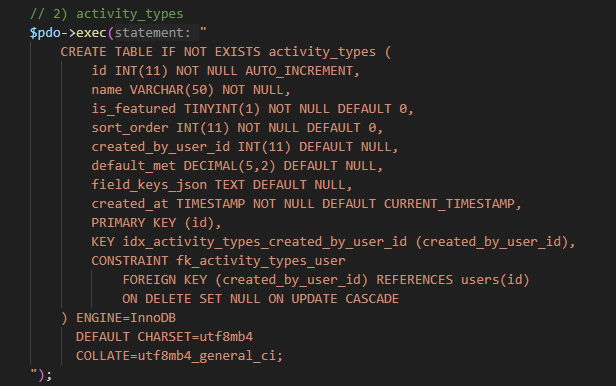 // 2) activity_types
$pdo->exec(statement: "
CREATE TABLE IF NOT EXISTS activity_types (
id INT(11) NOT NULL AUTO_INCREMENT,
name VARCHAR(50) NOT NULL,
is_featured TINYINT(1) NOT NULL DEFAULT 0,
sort_order INT(11) NOT NULL DEFAULT 0,
created_by_user_id INT(11) DEFAULT NULL,
default_met DECIMAL(5,2) DEFAULT NULL,
field_keys_json TEXT DEFAULT NULL,
created_at TIMESTAMP NOT NULL DEFAULT CURRENT_TIMESTAMP,
PRIMARY KEY (id),
KEY idx_activity_types_created_by_user_id (created_by_user_id),
CONSTRAINT fk_activity_types_user
FOREIGN KEY (created_by_user_id) REFERENCES users(id)
ON DELETE SET NULL ON UPDATE CASCADE
) ENGINE=InnoDB
DEFAULT CHARSET=utf8mb4
COLLATE=utf8mb4_general_ci;
");